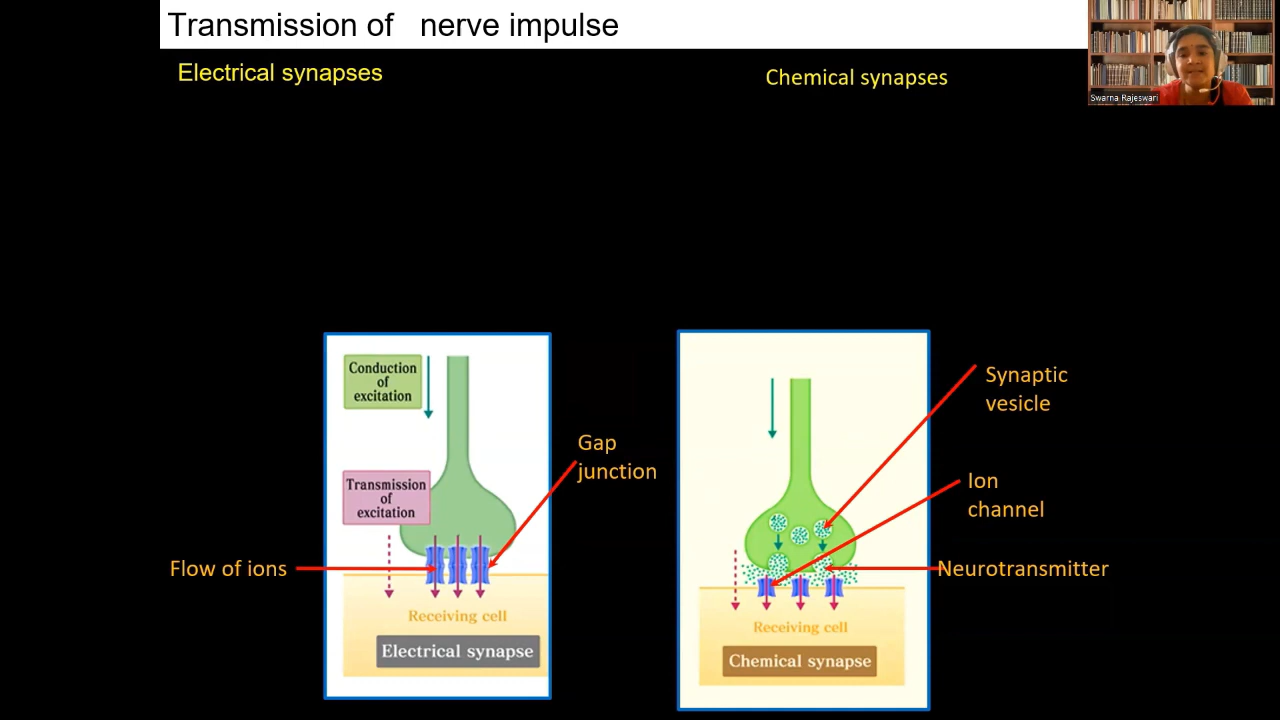 Transmission of nerve impulse
Swarna Rajeswari
Electrical synapses
Chemical synapses
Conduction
of
excitation
Transmission
of
excitation
Gap
junction
Flow of ions
Receiving cell
Electrical synapse
Synaptic
vesicle
Ion
channel
Neurotransmitter
Receiving cell
Chemical synapse